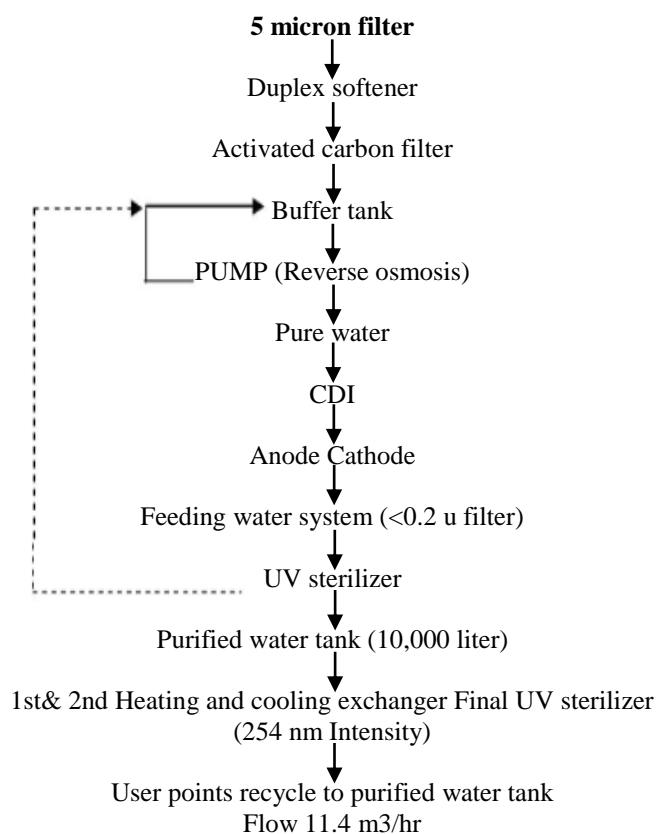 5 micron filter
Duplex softener
Activated carbon filter
Buffer tank
PUMP (Reverse osmosis)
Pure water
CDI
Anode Cathode
Feeding water system (<0.2 u filter)
UV sterilizer
Purified water tank (10,000 liter)
1st& 2nd Heating and cooling exchanger Final UV sterilizer
(254 nm Intensity)
User points recycle to purified water tank
Flow 11.4 m3/hr